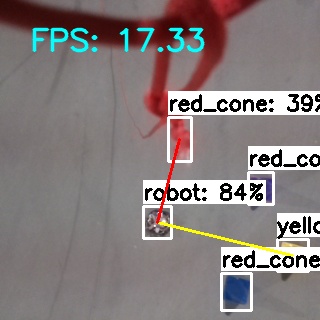 FPS: 17.33
red_cone: 39%
red_co
robot: 84%
yello
red_cone